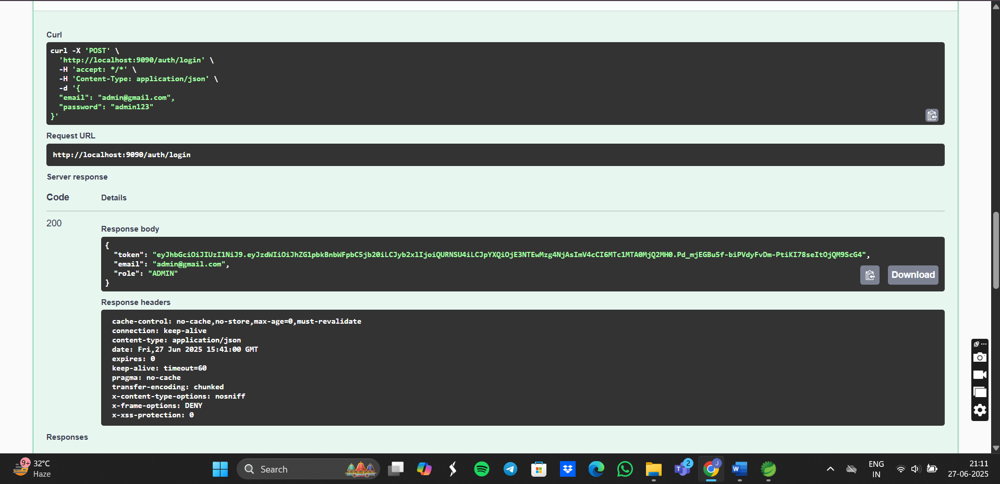 Curl
curl -X 'POST' \
'http://localhost:9090/auth/login' \
-H 'accept: */*' \
-H 'Content-Type: application/json' \
-d '{
"email": "admin@gmail.com",
"password": "admin123"
}'
Request URL
http://localhost:9090/auth/login
Server response
Code Details
200
Response body
{
"token": "eyJhbGciOiJIUzI1NiJ9.eyJzdWIiOiJhZG1pbkBnbWFpbC5jb20iLCJyb2xlIjoiQURNSU4iLCJpYXQiOjE3NTEwMzg4NjAsImV4cCI6MTc1MTA0MjQ2MH0.Pd_mjEGBu5f-biPVdyFvDm-PtiKI78seItOjQM9ScG4",
"email": "admin@gmail.com",
"role": "ADMIN"
}
Download
Response headers
cache-control: no-cache,no-store,max-age=0,must-revalidate
connection: keep-alive
content-type: application/json
date: Fri,27 Jun 2025 15:41:00 GMT
expires: 0
keep-alive: timeout=60
pragma: no-cache
transfer-encoding: chunked
x-content-type-options: nosniff
x-frame-options: DENY
x-xss-protection: 0
Responses
9+
32°C
Haze
Search
2
J
ENG
IN
21:11
27-06-2025